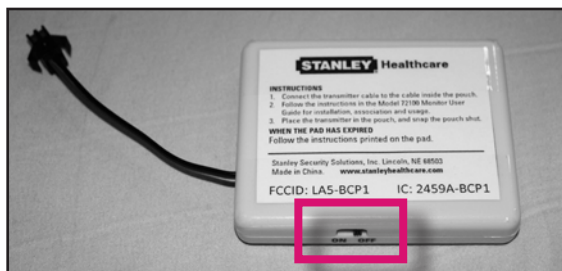 STANLEY Healthcare
INSTRUCTIONS
1. Connect the transmitter cable to the cable inside the pouch.
2. Follow the instructions in the Model 72100 Monitor User
Guide for installation, association and usage.
3. Place the transmitter in the pouch, and snap the pouch shut.
WHEN THE PAD HAS EXPIRED
Follow the instructions printed on the pad.
Stanley Security Solutions, Inc. Lincoln, NE 68503
Made in China. www.stanleyhealthcare.com
FCCID: LA5-BCP1 IC: 2459A-BCP1
ON OFF